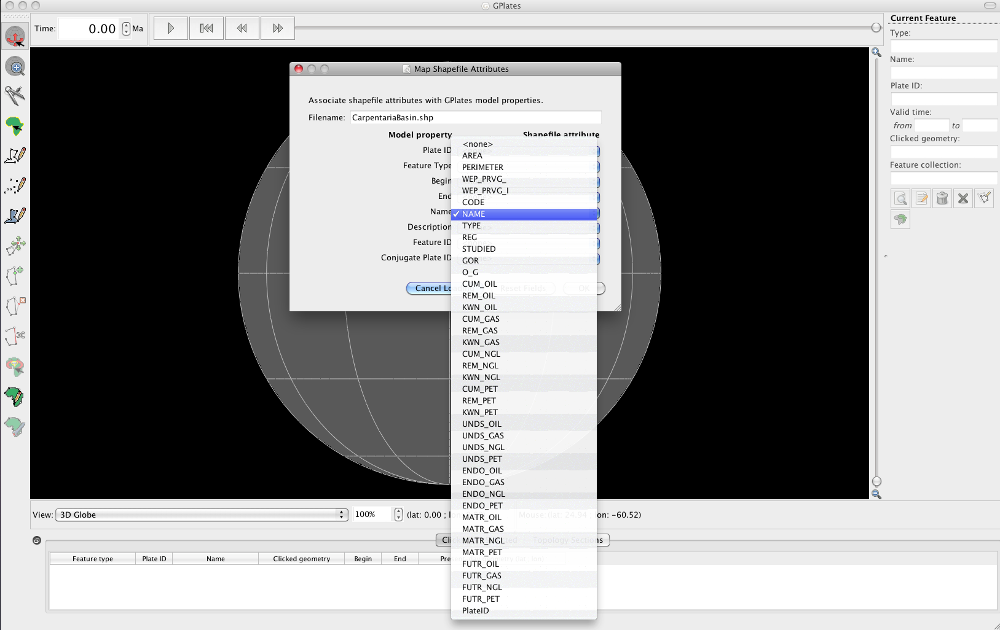 GPlates
Time: 0.00 Ma
Current Feature
Type:
Name:
Plate ID:
Valid time:
from to
Clicked geometry:
Feature collection:
Map Shapefile Attributes
Associate shapefile attributes with GPlates model properties.
Filename: CarpentariaBasin.shp
Model property Shapefile attribute
Plate ID
Feature Type
Begin
End
Name
Description
Feature ID
Conjugate Plate ID
<none>
AREA
PERIMETER
WEP_PRVG_
WEP_PRVG_I
CODE
✓ NAME
TYPE
REG
STUDIED
GOR
O_G
CUM_OIL
REM_OIL
KWN_OIL
CUM_GAS
REM_GAS
KWN_GAS
CUM_NGL
REM_NGL
KWN_NGL
CUM_PET
REM_PET
KWN_PET
UNDS_OIL
UNDS_GAS
UNDS_NGL
UNDS_PET
ENDO_OIL
ENDO_GAS
ENDO_NGL
ENDO_PET
MATR_OIL
MATR_GAS
MATR_NGL
MATR_PET
FUTR_OIL
FUTR_GAS
FUTR_NGL
FUTR_PET
PlateID
Cancel Lo Reset Fields OK
View: 3D Globe 100% (lat: 0.00 ; lo Mouse: (lat: 24.94 ; lon: -60.52)
Clic Topology Sections
Feature type Plate ID Name Clicked geometry Begin End Pre (lat ; lon)